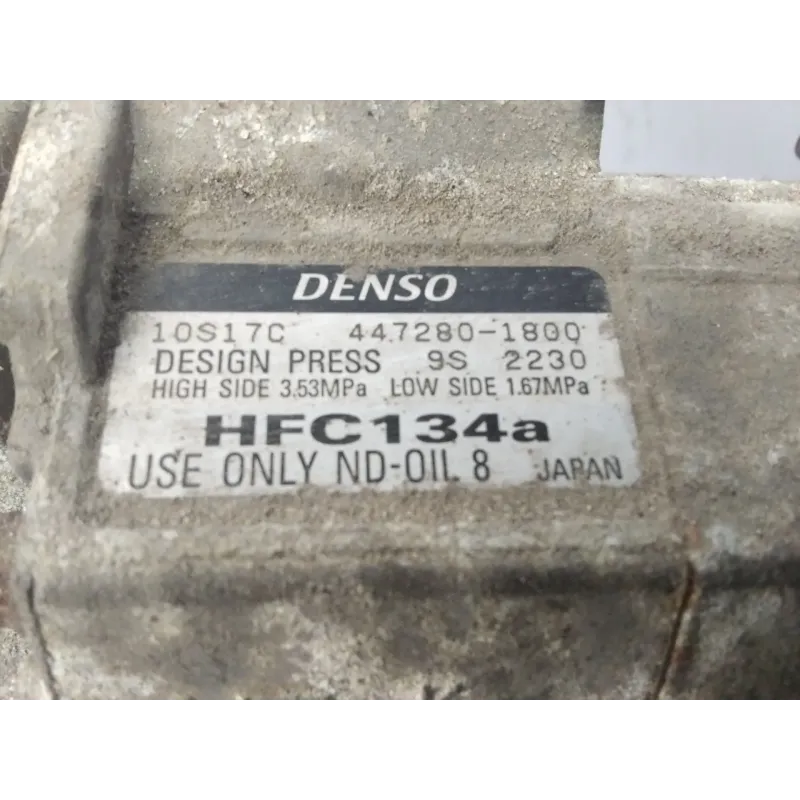 DENSO
10S17C 447280-1800
DESIGN PRESS 9S 2230
HIGH SIDE 3.53MPa LOW SIDE 1.67MPa
HFC134a
USE ONLY ND-OIL 8 JAPAN